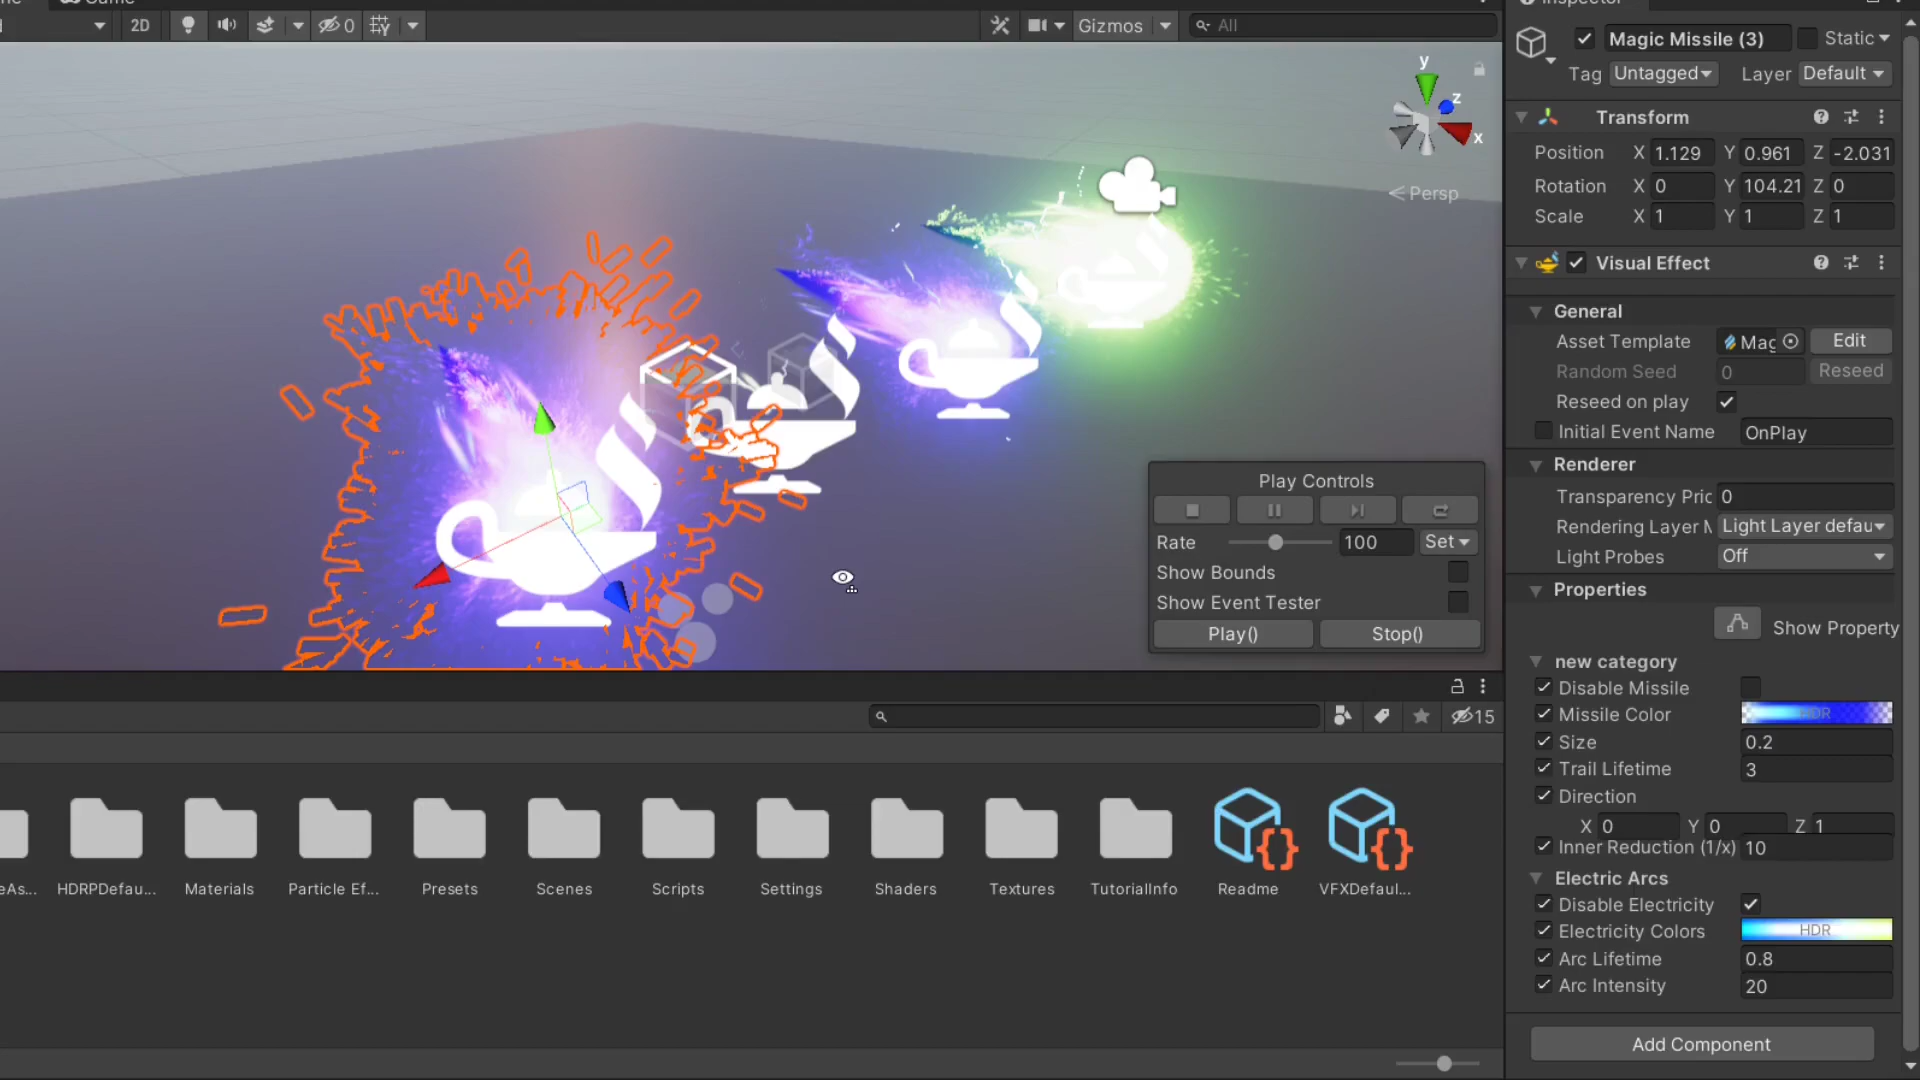 2D
0
Gizmos
All
Magic Missile (3)
Static
Tag Untagged
Layer Default
y
z
x
Persp
Transform
Position X 1.129 Y 0.961 Z -2.031
Rotation X 0 Y 104.21 Z 0
Scale X 1 Y 1 Z 1
Visual Effect
General
Asset Template Mag Edit
Random Seed 0 Reseed
Reseed on play
Initial Event Name OnPlay
Renderer
Transparency Pric 0
Rendering Layer M Light Layer defau
Light Probes Off
Play Controls
Rate 100 Set
Show Bounds
Show Event Tester
Play() Stop()
Properties
Show Property
new category
Disable Missile
Missile Color HDR
Size 0.2
Trail Lifetime 3
Direction
X 0 Y 0 Z 1
Inner Reduction (1/x) 10
Electric Arcs
Disable Electricity
Electricity Colors HDR
Arc Lifetime 0.8
Arc Intensity 20
Add Component
15
eAs... HDRPDefau... Materials Particle Ef... Presets Scenes Scripts Settings Shaders Textures TutorialInfo Readme VFXDefaul...